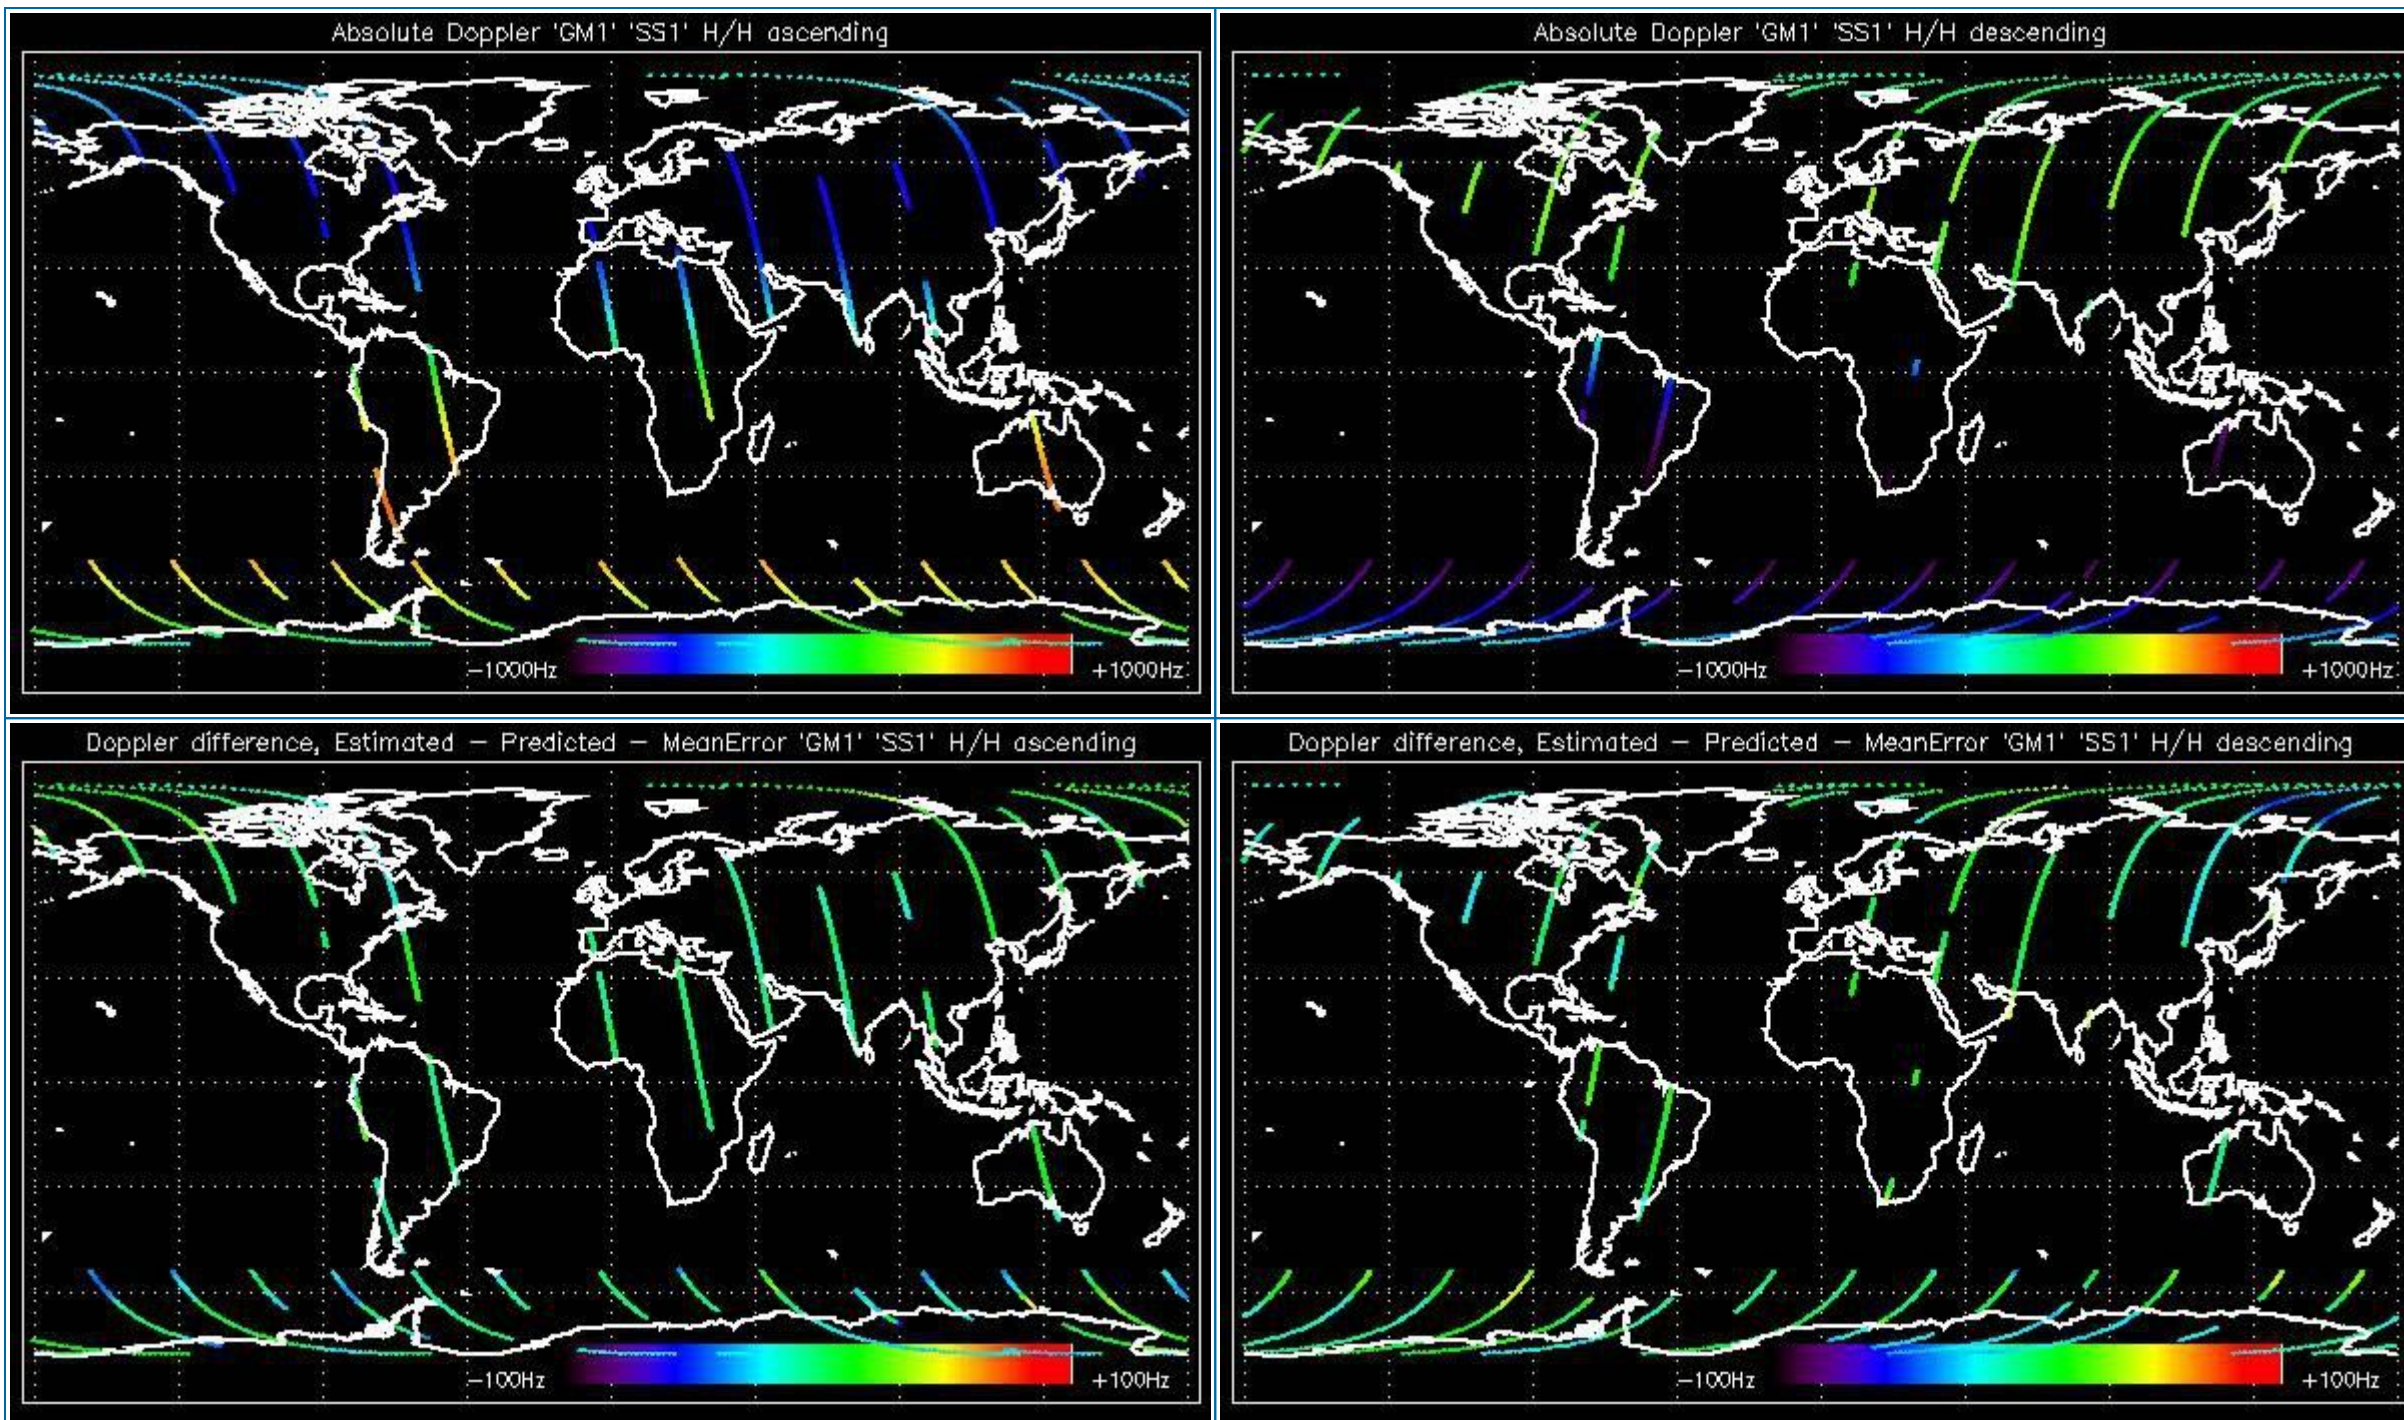 Absolute Doppler 'GM1' 'SS1' H/H ascending
-1000Hz
+1000Hz
Absolute Doppler 'GM1' 'SS1' H/H descending
-1000Hz
+1000Hz
Doppler difference, Estimated - Predicted - MeanError 'GM1' 'SS1' H/H ascending
-100Hz
+100Hz
Doppler difference, Estimated - Predicted - MeanError 'GM1' 'SS1' H/H descending
-100Hz
+100Hz